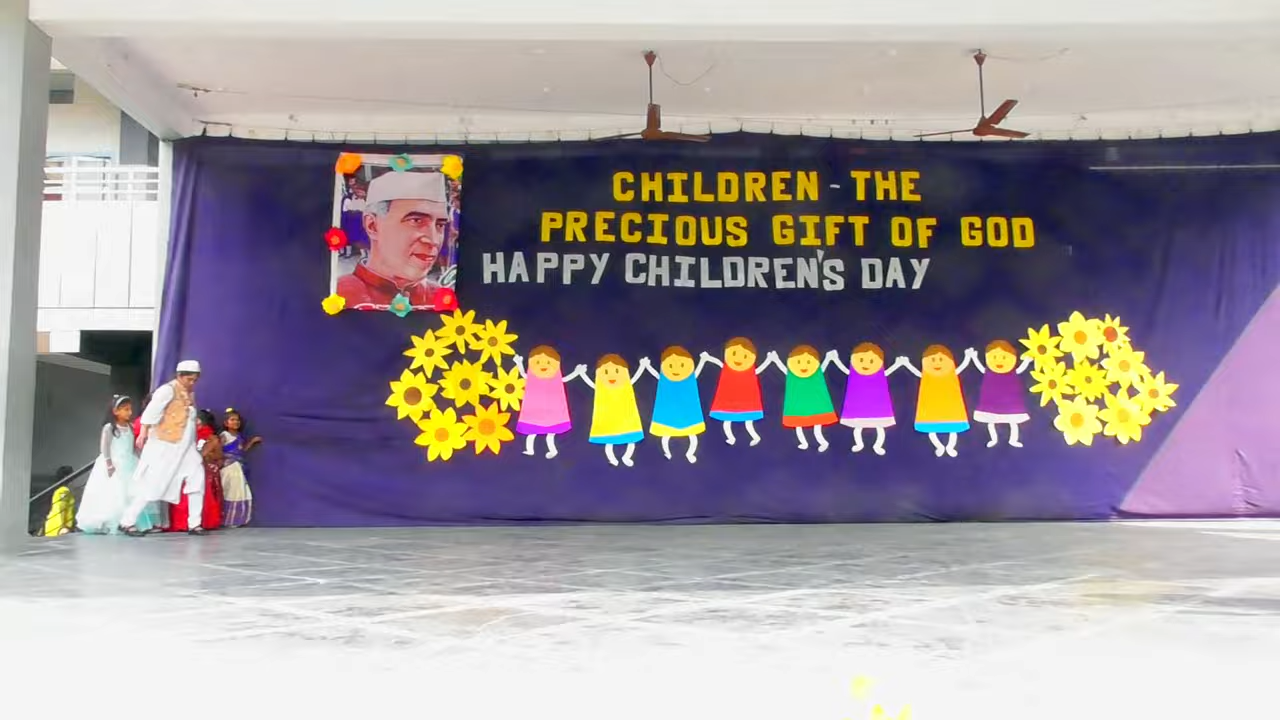 CHILDREN - THE
PRECIOUS GIFT OF GOD
HAPPY CHILDREN'S DAY